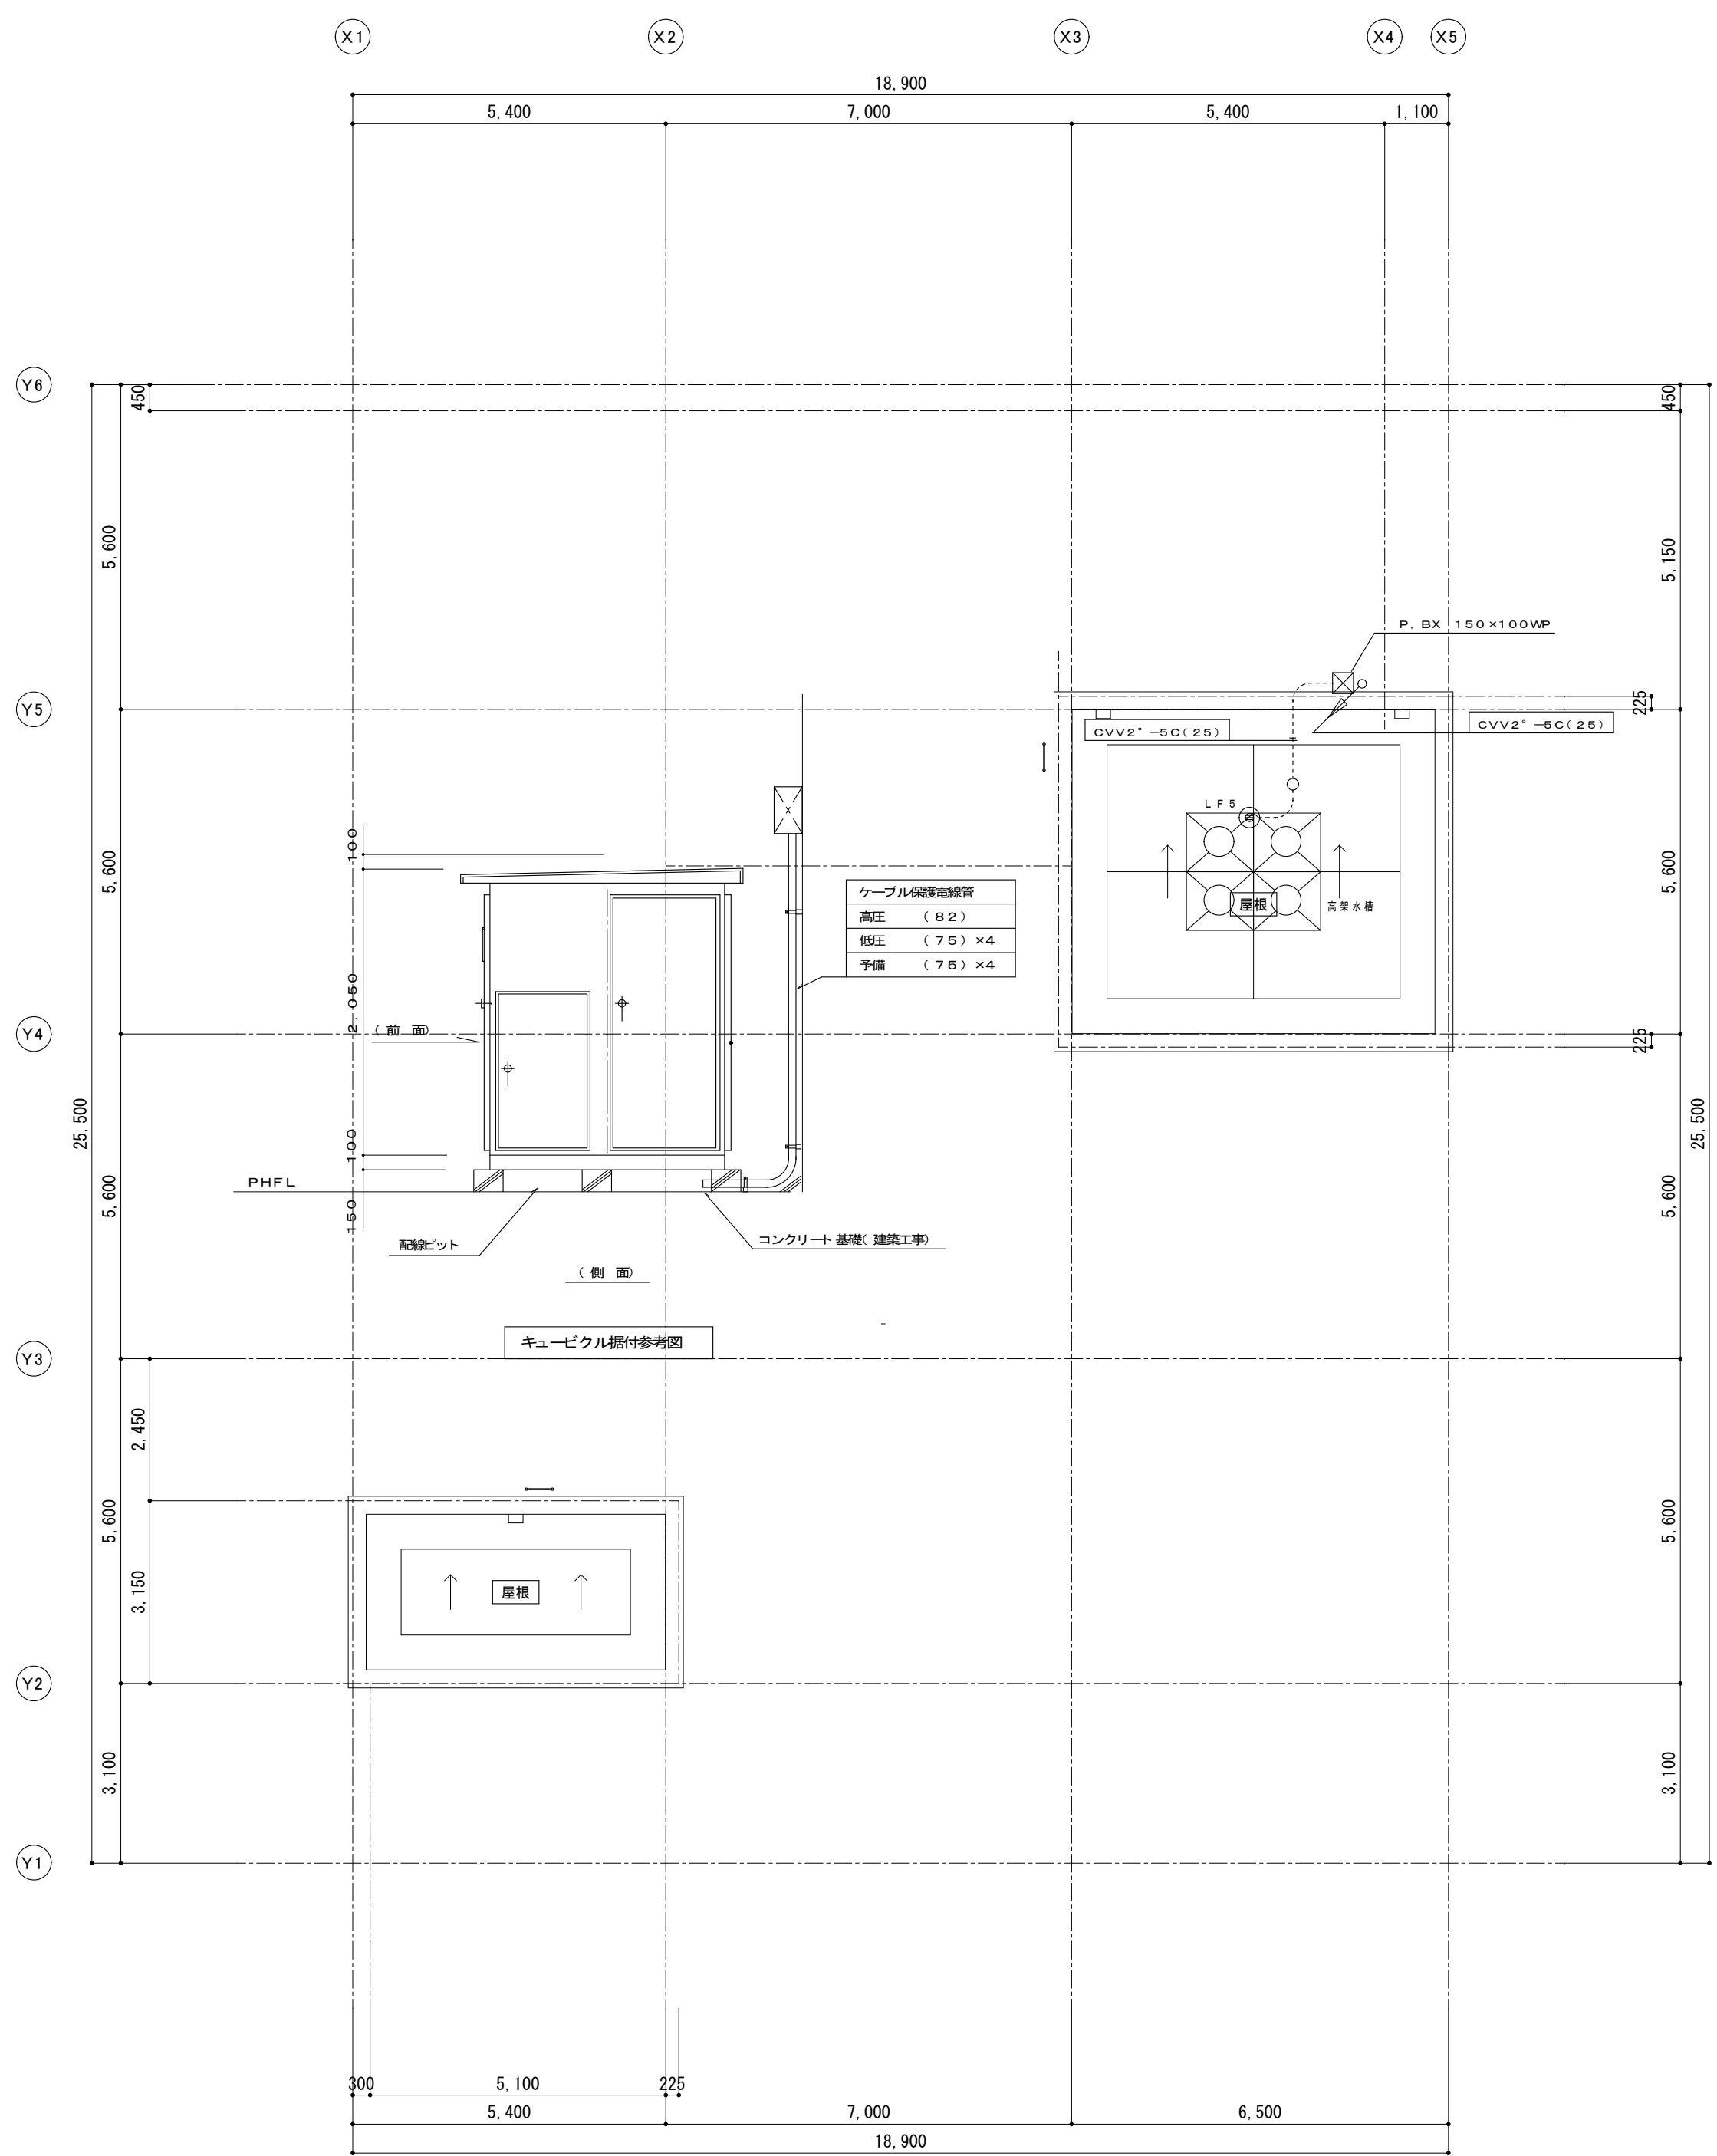 X1 X2 X3 X4 X5
18,900
5,400 7,000 5,400 1,100
Y6
450
450
5,600
5,150
P.BX 150×100WP
Y5
225
CVV2°―5C(25)
CVV2°―5C(25)
LF5
屋根
高架水槽
100
5,600
5,600
ケーブル保護電線管
高圧 (82)
低圧 (75)×4
予備 (75)×4
2,050
(前 面)
Y4
225
25,500
25,500
100
PHFL
150
5,600
5,600
配線ピット
コンクリート基礎(建築工事)
(側 面)
キュービクル据付参考図
Y3
2,450
5,600
5,600
3,150
屋根
Y2
3,100
3,100
Y1
300 5,100 225
5,400 7,000 6,500
18,900